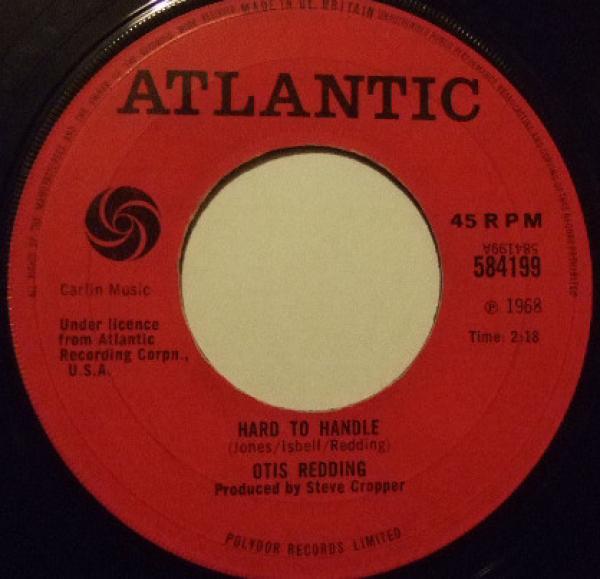 MADE IN GT. BRITAIN
ATLANTIC
45 RPM
584199A
584199
℗ 1968
Time: 2:18
Carlin Music
Under licence
from Atlantic
Recording Corpn.,
U.S.A.
HARD TO HANDLE
(Jones/Isbell/Redding)
OTIS REDDING
Produced by Steve Cropper
POLYDOR RECORDS LIMITED